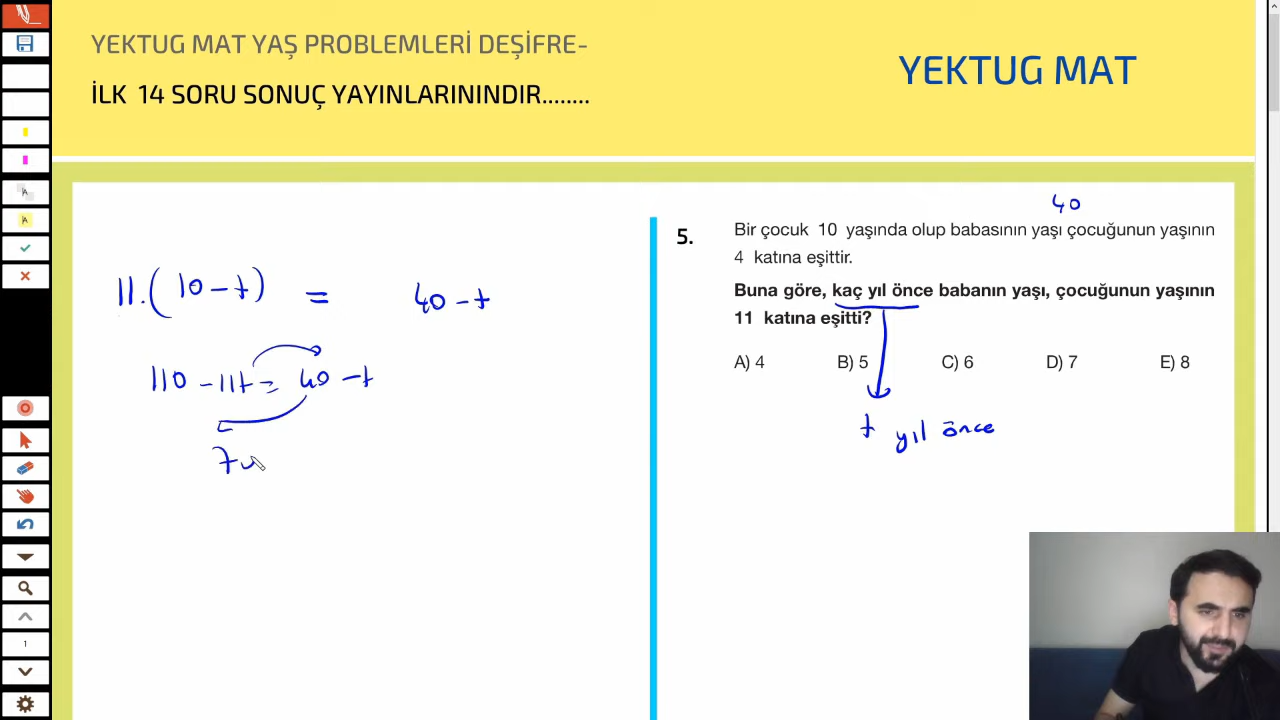 YEKTUG MAT YAŞ PROBLEMLERİ DEŞİFRE-
İLK 14 SORU SONUÇ YAYINLARININDIR........
YEKTUG MAT
11.(10-t) = 40-t
110 -11t = 40 -t
70
40
5. Bir çocuk 10 yaşında olup babasının yaşı çocuğunun yaşının
4 katına eşittir.
Buna göre, kaç yıl önce babanın yaşı, çocuğunun yaşının
11 katına eşitti?
A) 4 B) 5 C) 6 D) 7 E) 8
t yıl önce
1